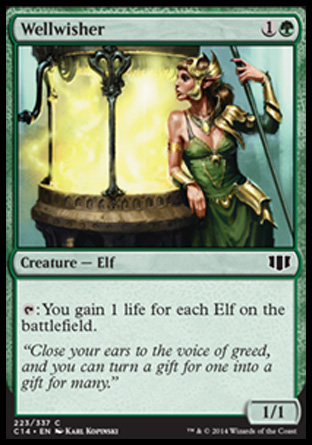 Wellwisher 1
Creature — Elf
:You gain 1 life for each Elf on the
battlefield.
“Close your ears to the voice of greed,
and you can turn a gift for one into a
gift for many.”
1/1
223/337 C
C14 • EN Karl Kopinski ™ & © 2014 Wizards of the Coast